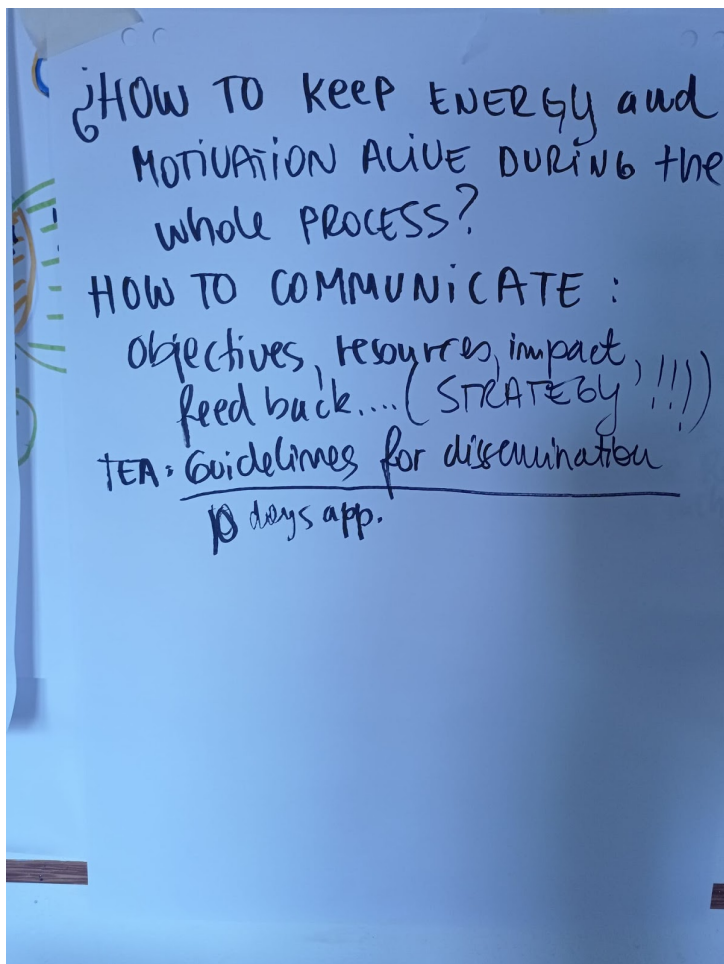 ¿HOW TO KEEP ENERGY and
MOTIVATION ALIVE DURING the
whole PROCESS?
HOW TO COMMUNICATE :
Objectives, resources, impact,
feed back.... (STRATEGY !!!)
TEA: Guidelines for dissemination
10 days app.